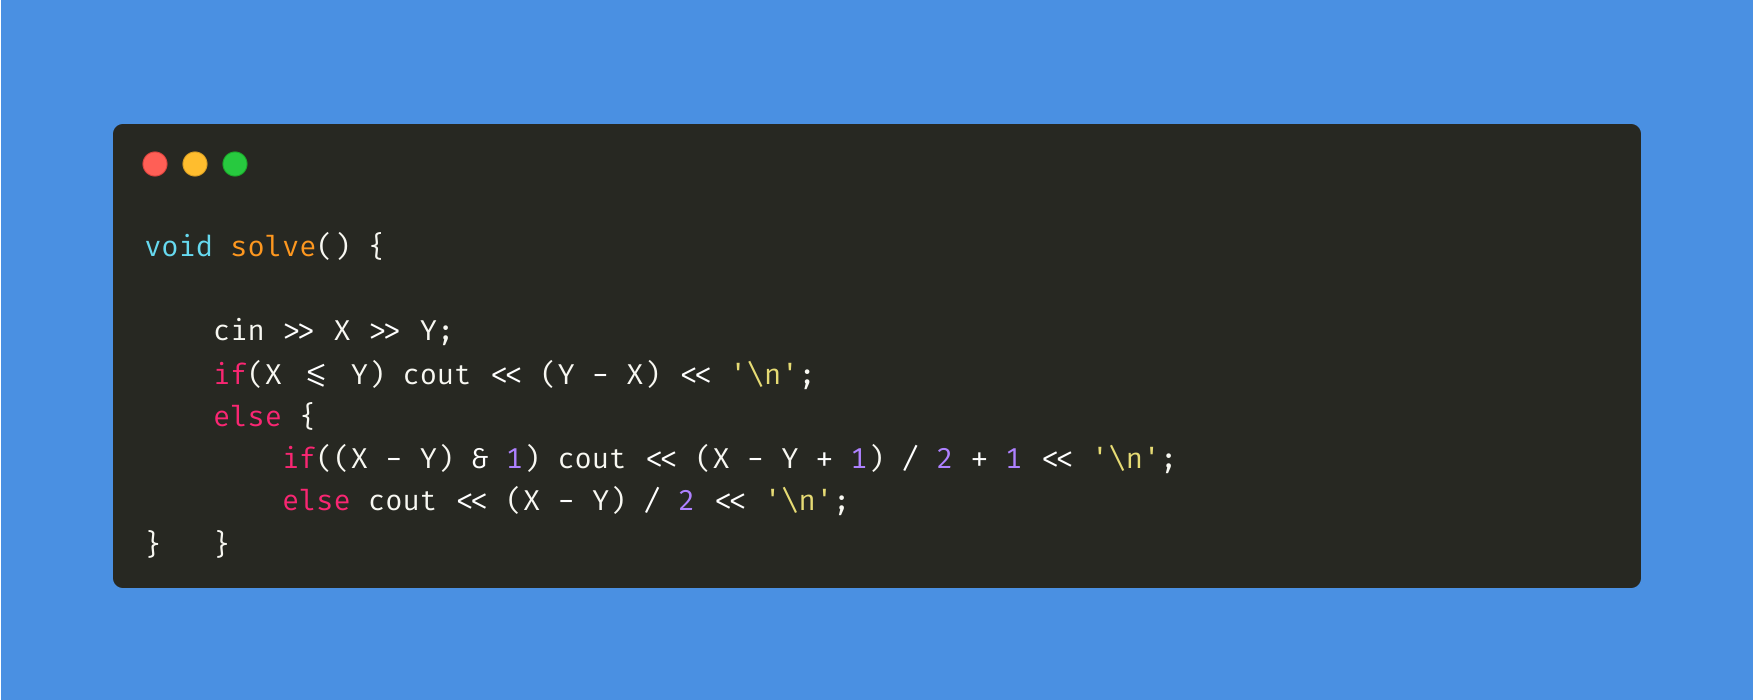 void solve() {
cin >> X >> Y;
if(X <= Y) cout << (Y - X) << '\n';
else {
if((X - Y) & 1) cout << (X - Y + 1) / 2 + 1 << '\n';
else cout << (X - Y) / 2 << '\n';
}   }